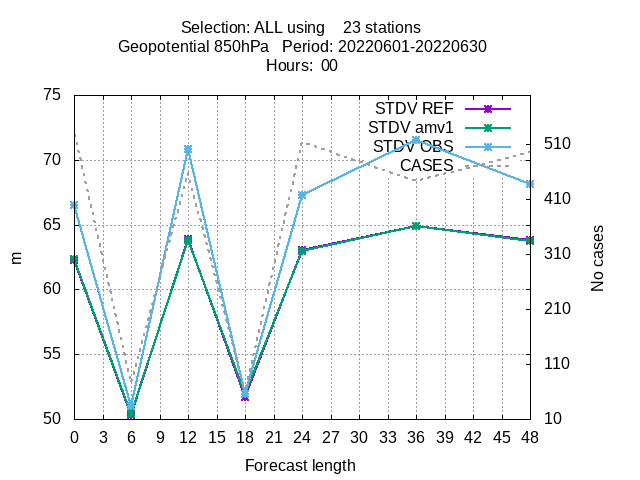 Selection: ALL using    23 stations
Geopotential 850hPa   Period: 20220601-20220630
Hours:  00
STDV REF
STDV amv1
STDV OBS
CASES
75
70
65
60
55
50
m
510
410
310
210
110
10
No cases
0 3 6 9 12 15 18 21 24 27 30 33 36 39 42 45 48
Forecast length